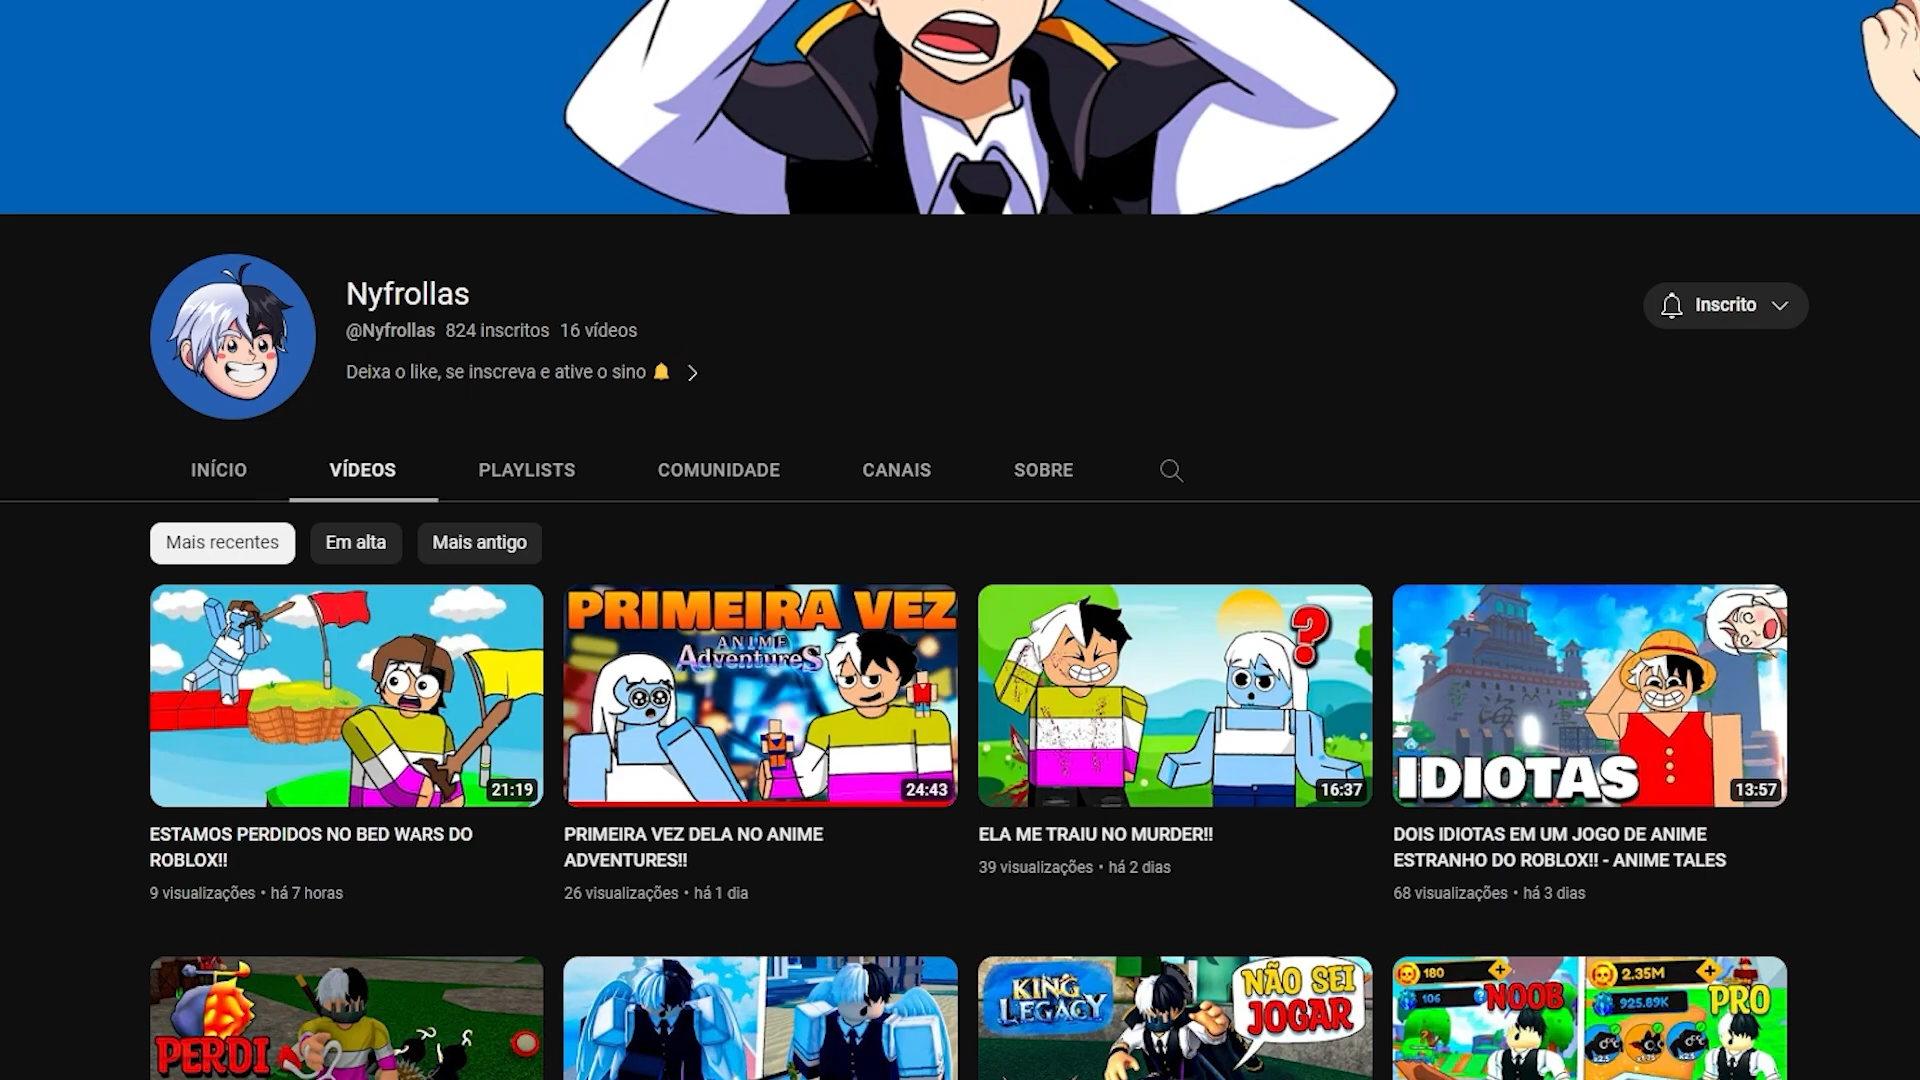 Nyfrollas
@Nyfrollas 824 inscritos 16 vídeos
Deixa o like, se inscreva e ative o sino
Inscrito
INÍCIO VÍDEOS PLAYLISTS COMUNIDADE CANAIS SOBRE
Mais recentes Em alta Mais antigo
21:19
PRIMEIRA VEZ
ANIME
Adventures
24:43
?
16:37
IDIOTAS
13:57
ESTAMOS PERDIDOS NO BED WARS DO
ROBLOX!!
9 visualizações • há 7 horas
PRIMEIRA VEZ DELA NO ANIME
ADVENTURES!!
26 visualizações • há 1 dia
ELA ME TRAIU NO MURDER!!
39 visualizações • há 2 dias
DOIS IDIOTAS EM UM JOGO DE ANIME
ESTRANHO DO ROBLOX!! - ANIME TALES
68 visualizações • há 3 dias
PERDI
KING
LEGACY
NÃO SEI
JOGAR
180
106
NOOB
2.35M
925.89K
PRO